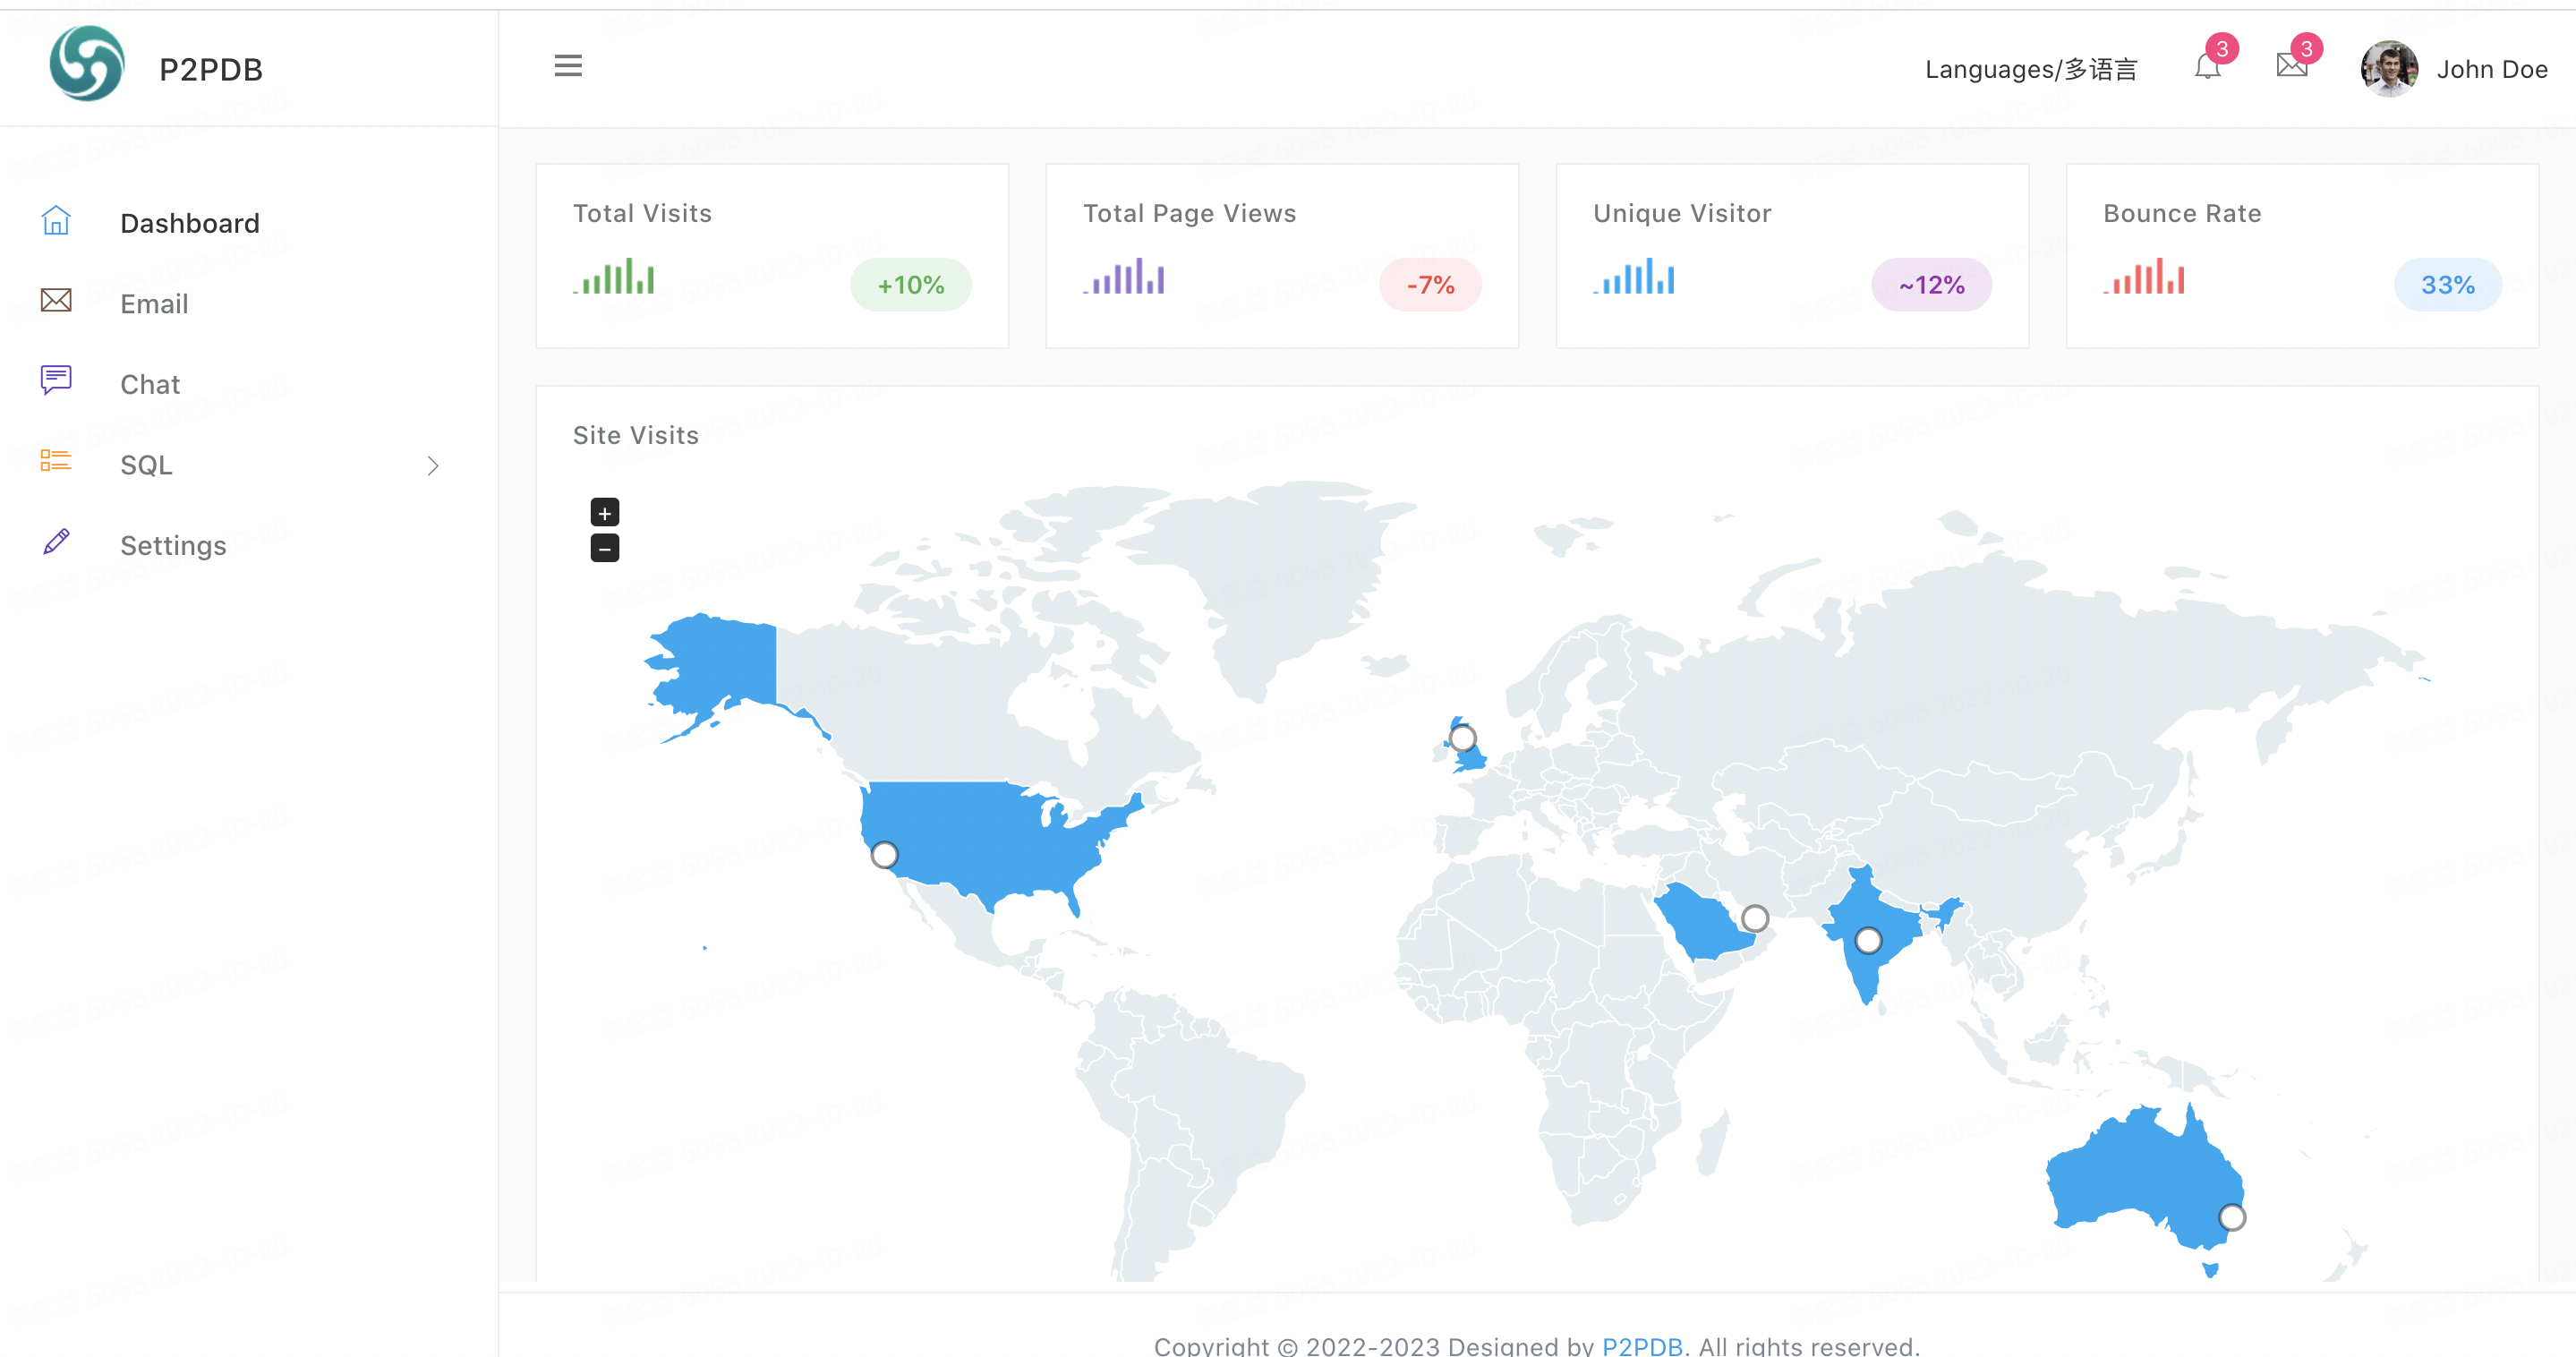 P2PDB
Languages/多语言
3
3
John Doe
Dashboard
Email
Chat
SQL
Settings
Total Visits
+10%
Total Page Views
-7%
Unique Visitor
~12%
Bounce Rate
33%
Site Visits
+
−
Copyright © 2022-2023 Designed by P2PDB. All rights reserved.